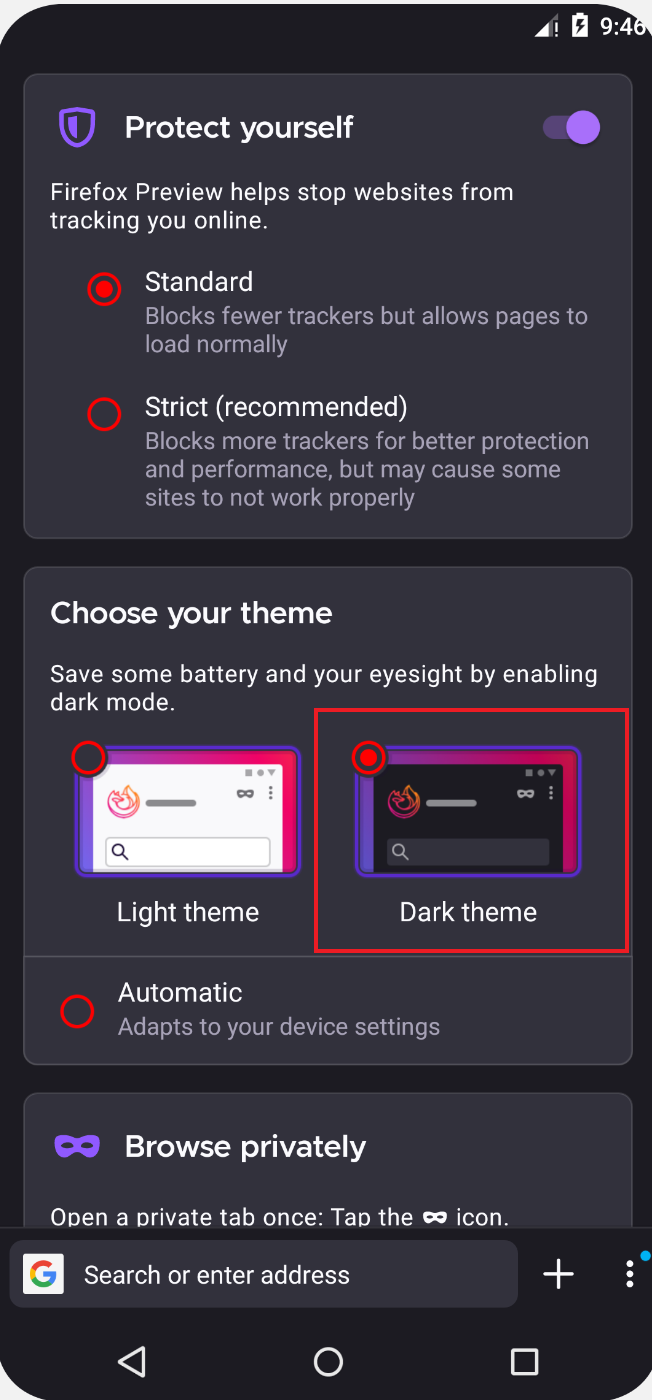 9:46
Protect yourself
Firefox Preview helps stop websites from
tracking you online.
Standard
Blocks fewer trackers but allows pages to
load normally
Strict (recommended)
Blocks more trackers for better protection
and performance, but may cause some
sites to not work properly
Choose your theme
Save some battery and your eyesight by enabling
dark mode.
Light theme
Dark theme
Automatic
Adapts to your device settings
Browse privately
Open a private tab once: Tap the icon.
Search or enter address